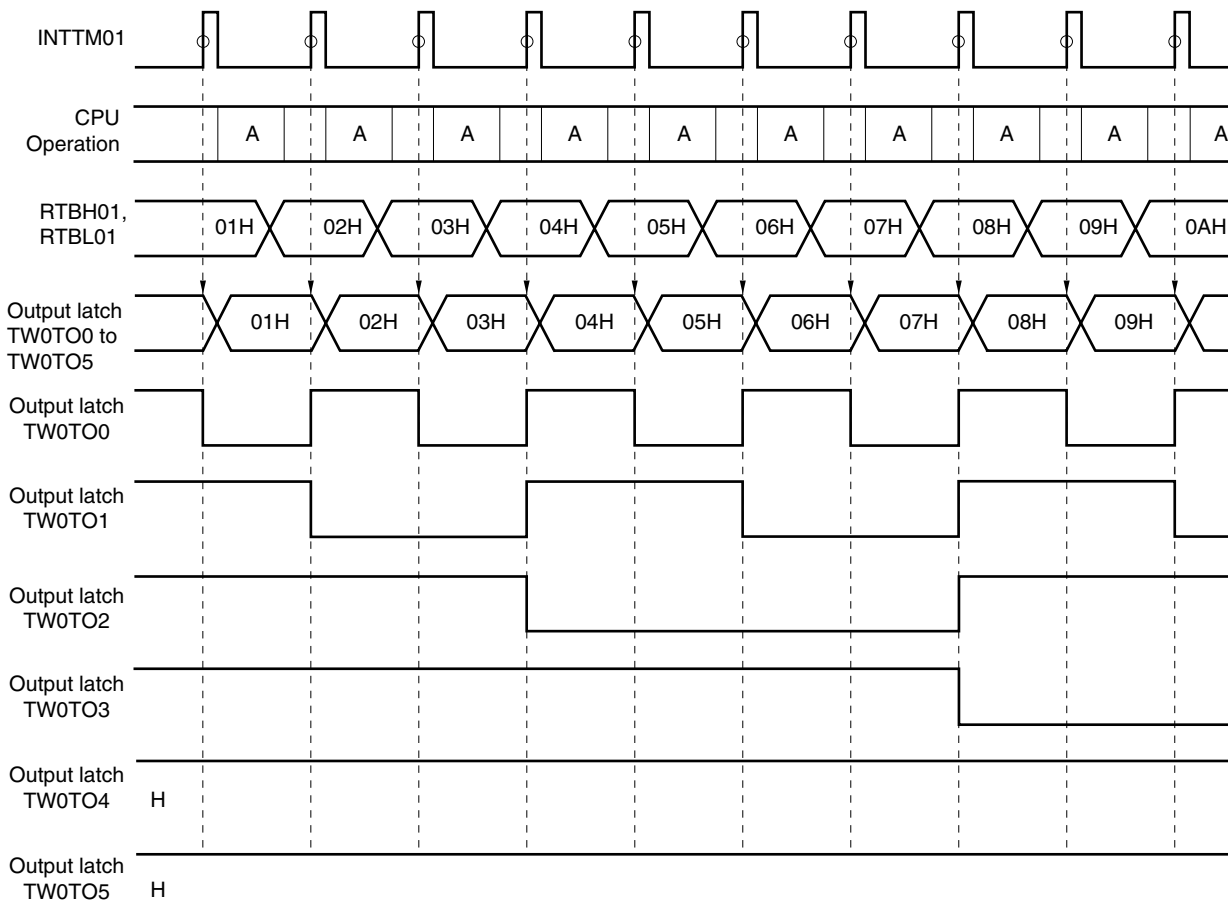 INTTM01
CPU
Operation
A A A A A A A A A A
RTBH01,
RTBL01
01H 02H 03H 04H 05H 06H 07H 08H 09H 0AH
Output latch
TW0TO0 to
TW0TO5
01H 02H 03H 04H 05H 06H 07H 08H 09H
Output latch
TW0TO0
Output latch
TW0TO1
Output latch
TW0TO2
Output latch
TW0TO3
Output latch
TW0TO4 H
Output latch
TW0TO5 H